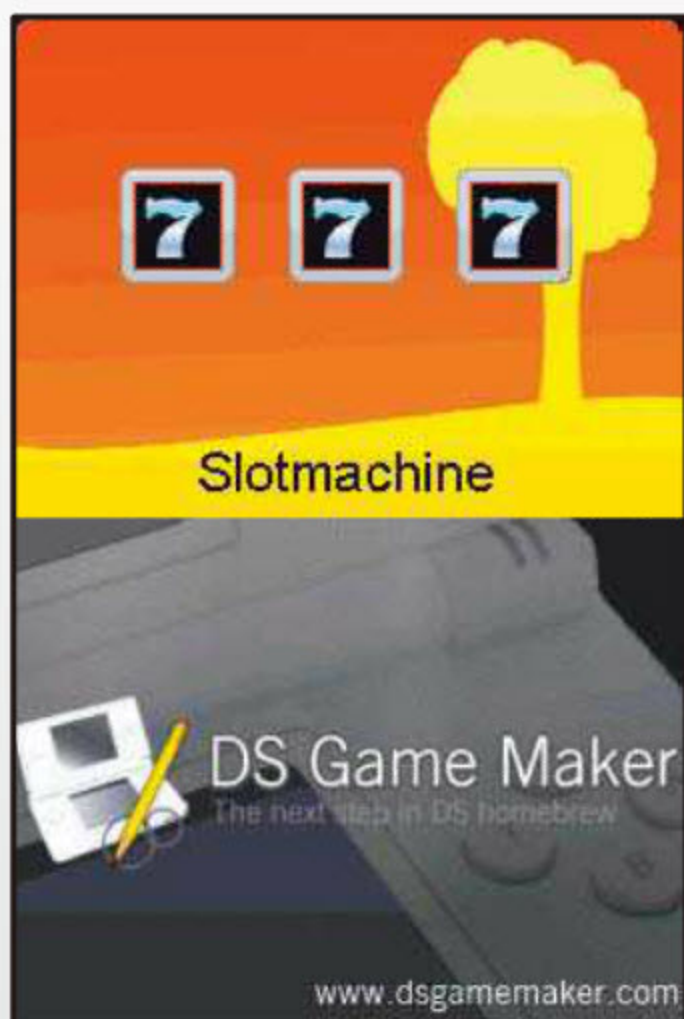 7 7 7
Slotmachine
DS Game Maker
The next step in DS homebrew
www.dsgamemaker.com